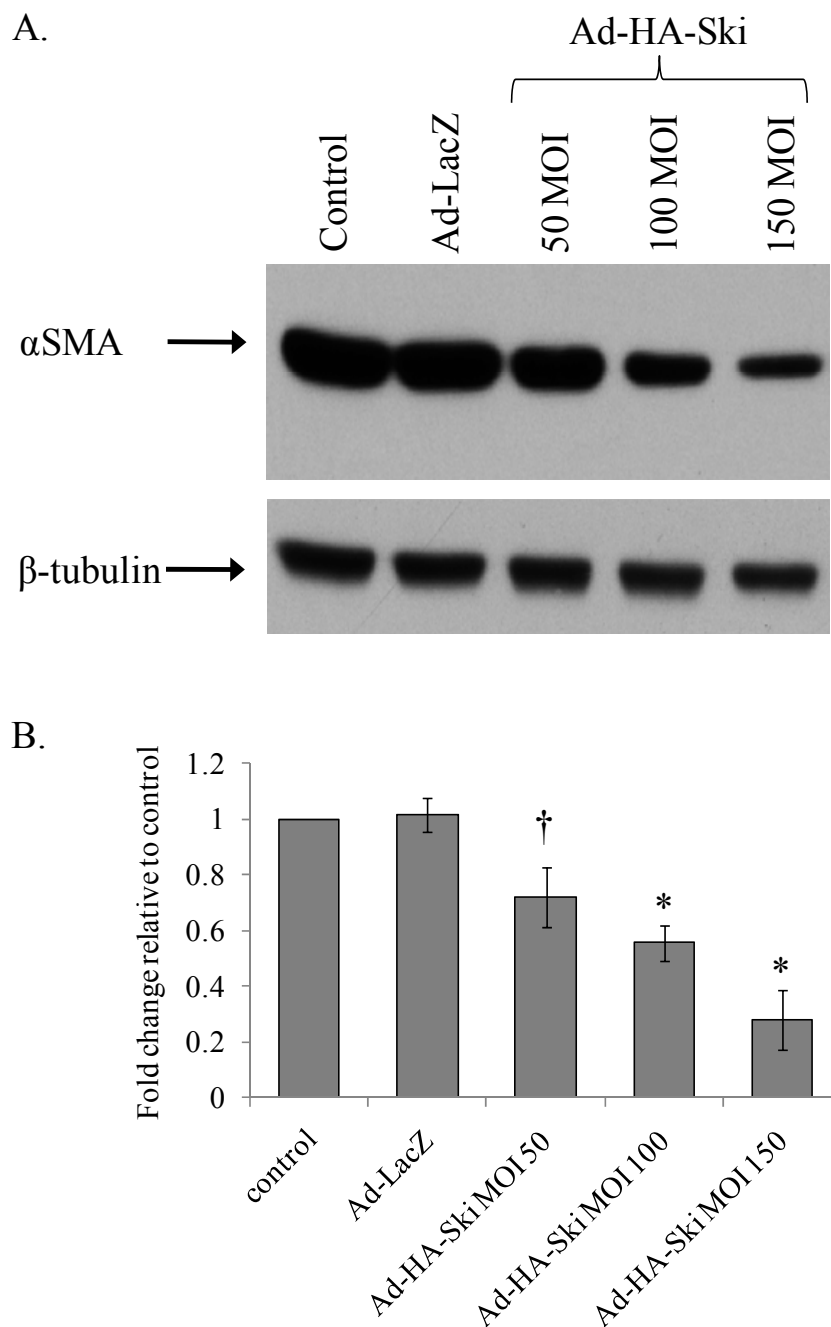 A.
Ad-HA-Ski
Control
Ad-LacZ
50 MOI
100 MOI
150 MOI
αSMA
β-tubulin
B.
Fold change relative to control
1.2
1
0.8
0.6
0.4
0.2
0
†
*
*
control
Ad-LacZ
Ad-HA-Ski MOI 50
Ad-HA-Ski MOI 100
Ad-HA-Ski MOI 150